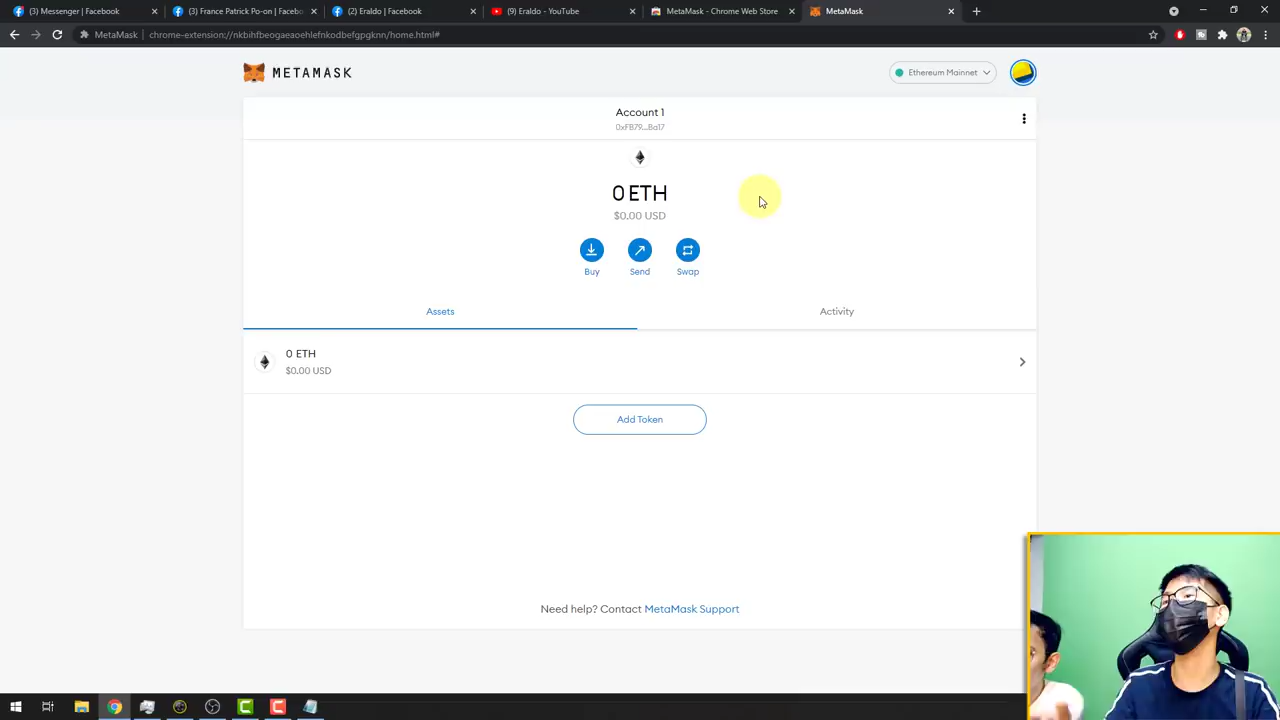 (3) Messenger | Facebook
(3) France Patrick Po-on | Facebo
(2) Eraldo | Facebook
(9) Eraldo - YouTube
MetaMask - Chrome Web Store
MetaMask
MetaMask | chrome-extension://nkbihfbeogaeaoehlefnkodbefgpgknn/home.html#
METAMASK
Ethereum Mainnet
Account 1
0xFB79...Ba17
0 ETH
$0.00 USD
Buy
Send
Swap
Assets
Activity
0 ETH
$0.00 USD
Add Token
Need help? Contact MetaMask Support